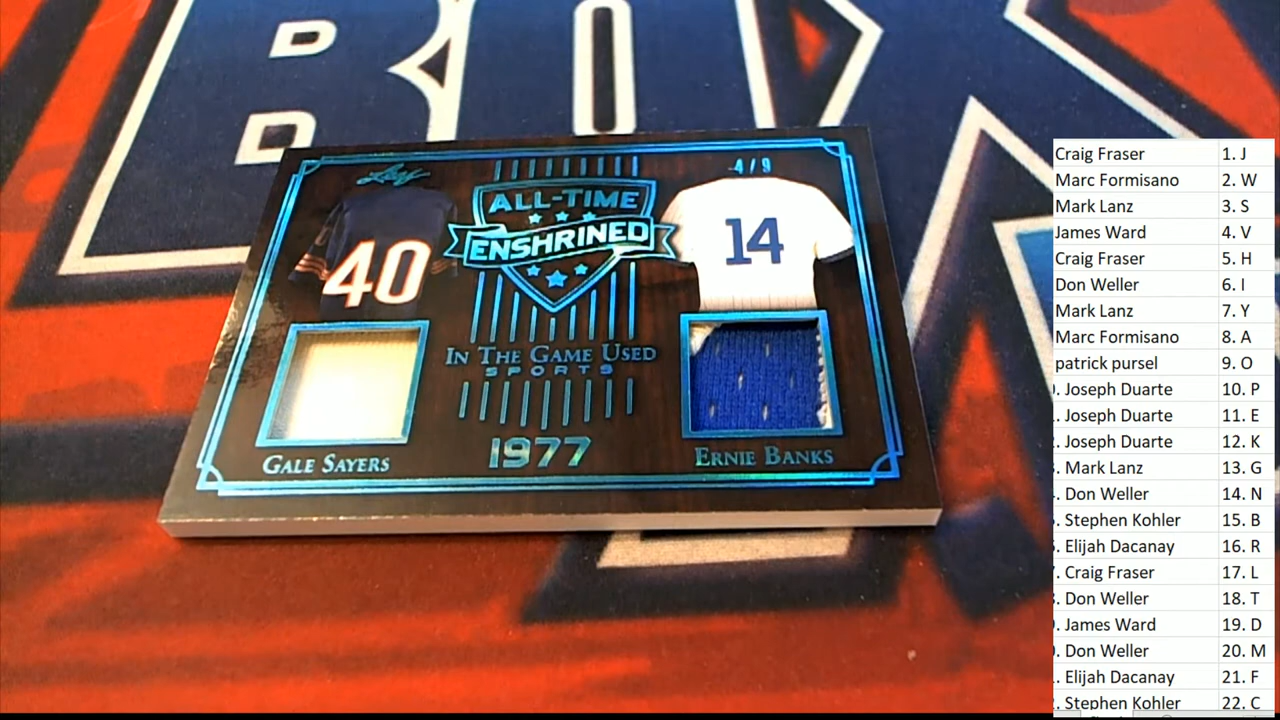 BOX
Leaf
4/9
ALL-TIME
ENSHRINED
40
14
IN THE GAME USED
SPORTS
1977
GALE SAYERS
ERNIE BANKS
Craig Fraser 1. J
Marc Formisano 2. W
Mark Lanz 3. S
James Ward 4. V
Craig Fraser 5. H
Don Weller 6. I
Mark Lanz 7. Y
Marc Formisano 8. A
patrick pursel 9. O
. Joseph Duarte 10. P
. Joseph Duarte 11. E
. Joseph Duarte 12. K
. Mark Lanz 13. G
. Don Weller 14. N
. Stephen Kohler 15. B
. Elijah Dacanay 16. R
. Craig Fraser 17. L
. Don Weller 18. T
. James Ward 19. D
. Don Weller 20. M
. Elijah Dacanay 21. F
. Stephen Kohler 22. C